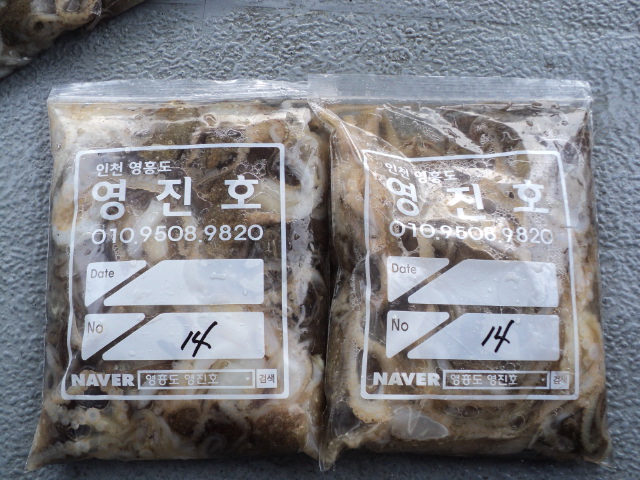 인천 영흥도
영진호
010.9508.9820
Date
No 14
NAVER 영흥도 영진호 검색
인천 영흥도
영진호
010.9508.9820
Date
No 14
NAVER 영흥도 영진호 검색